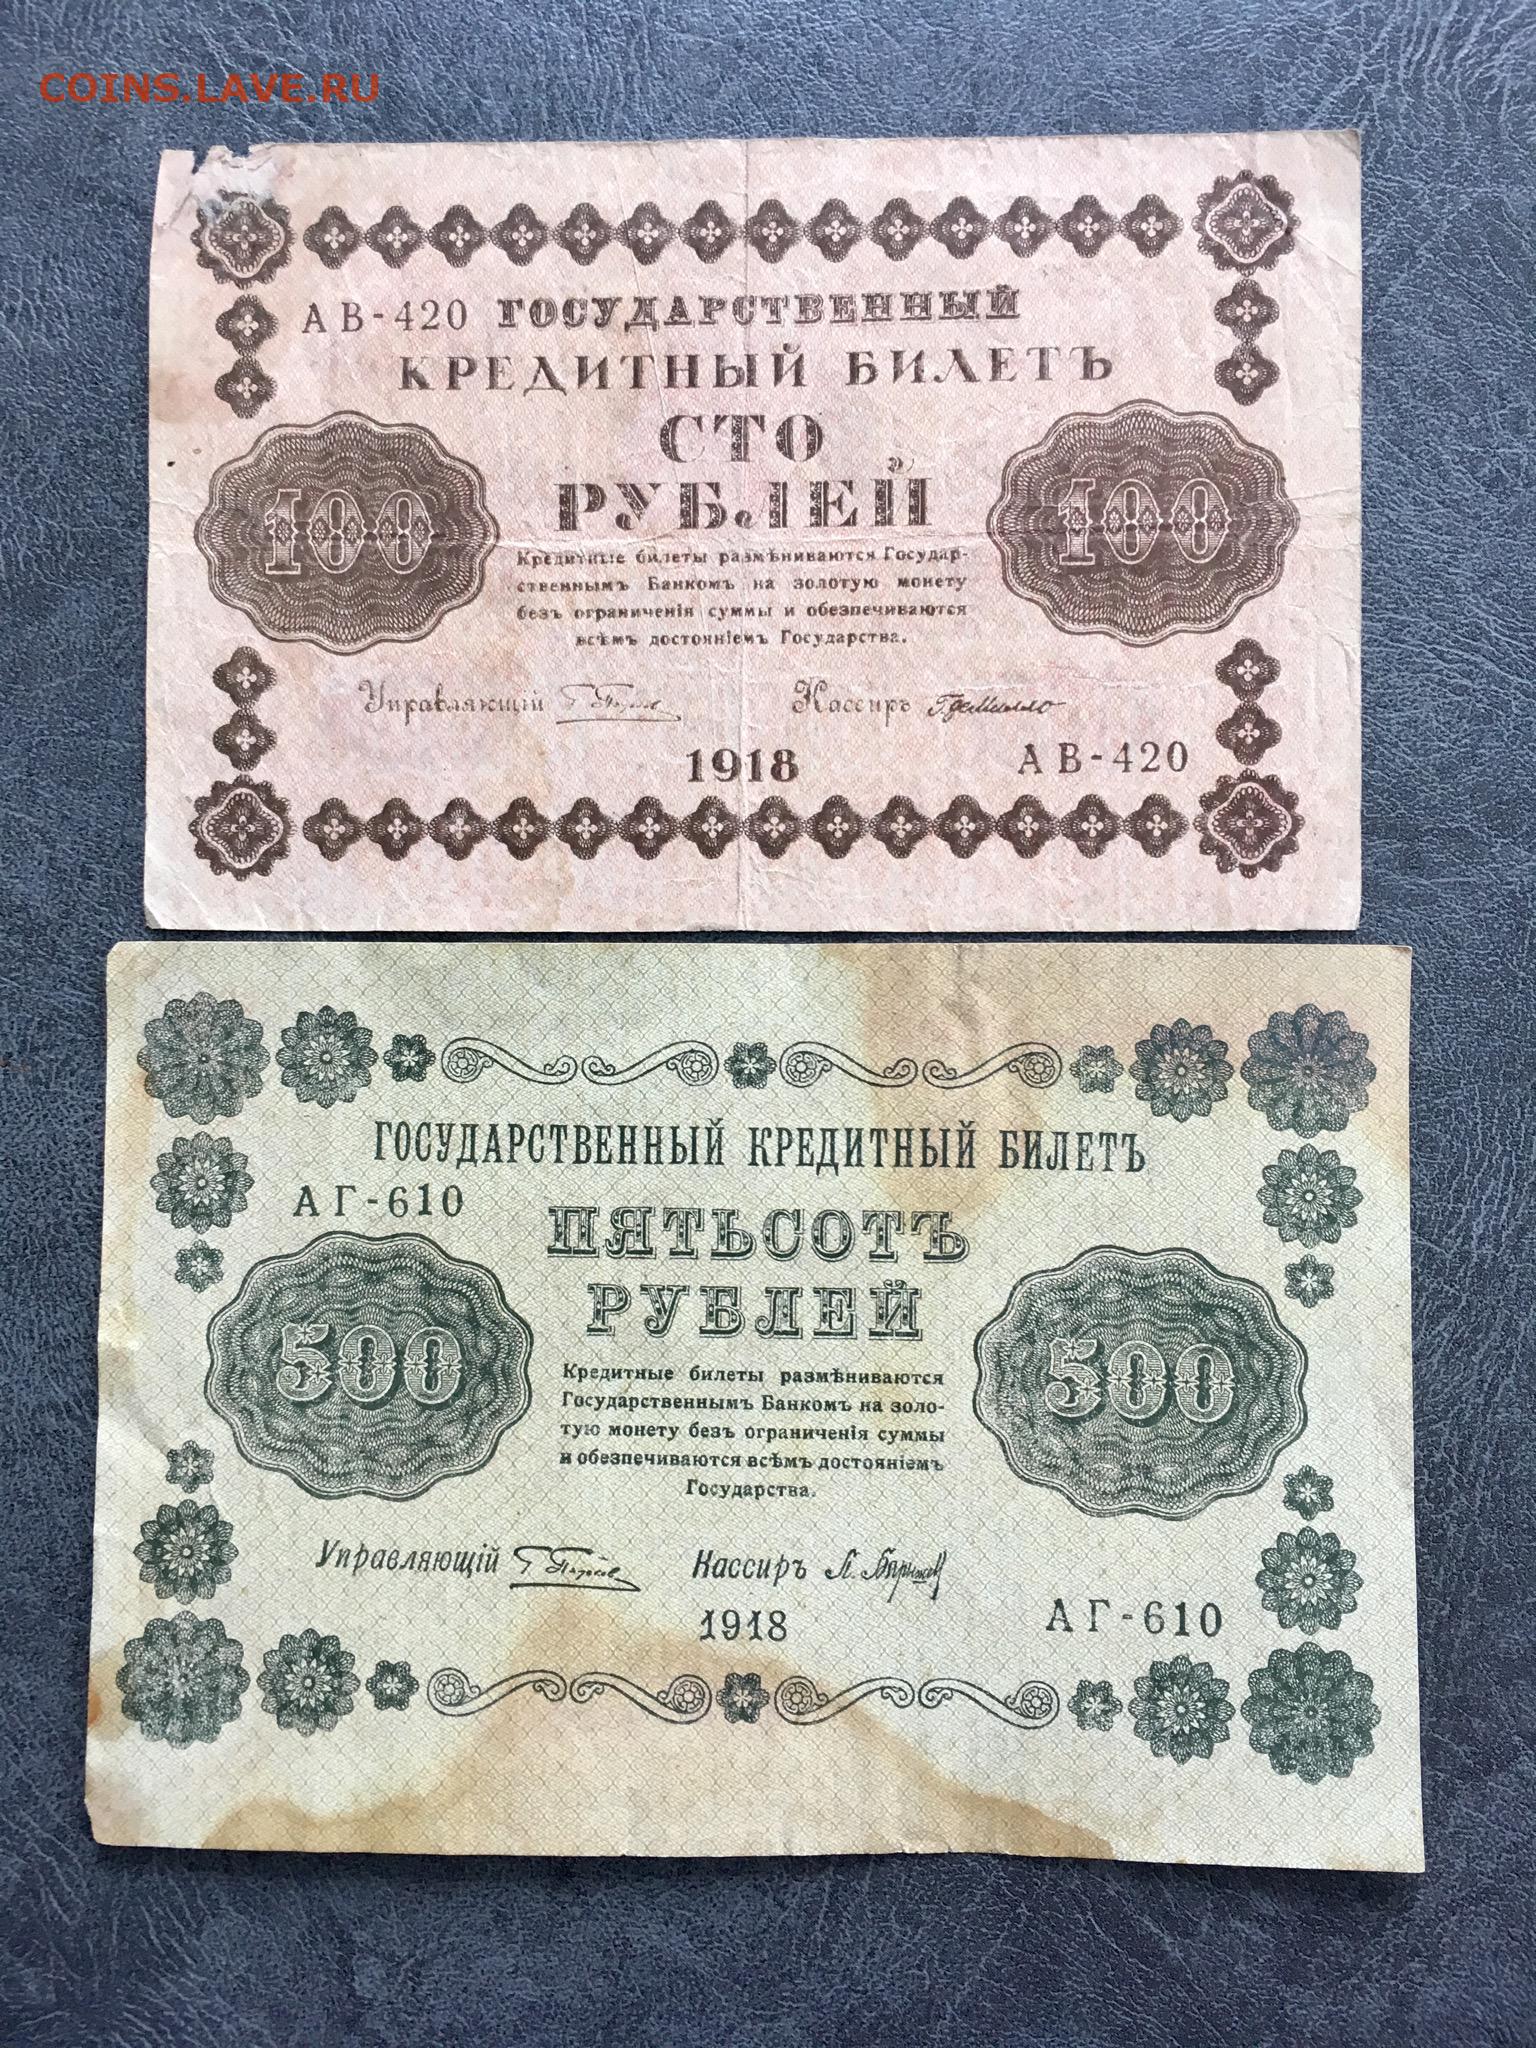 COINS.LAVE.RU
АВ-420 ГОСУДАРСТВЕННЫЙ
КРЕДИТНЫЙ БИЛЕТЪ
СТО
РУБЛЕЙ
100 100
Кредитные билеты размѣниваются Государ-
ственнымъ Банкомъ на золотую монету
безъ ограниченія суммы и обезпечиваются
всѣмъ достояніемъ Государства.
Управляющій Кассиръ
1918 АВ-420
ГОСУДАРСТВЕННЫЙ КРЕДИТНЫЙ БИЛЕТЪ
АГ-610
ПЯТЬСОТЪ
РУБЛЕЙ
500 500
Кредитные билеты размѣниваются
Государственнымъ Банкомъ на золо-
тую монету безъ ограниченія суммы
и обезпечиваются всѣмъ достояніемъ
Государства.
Управляющій Кассиръ
1918 АГ-610